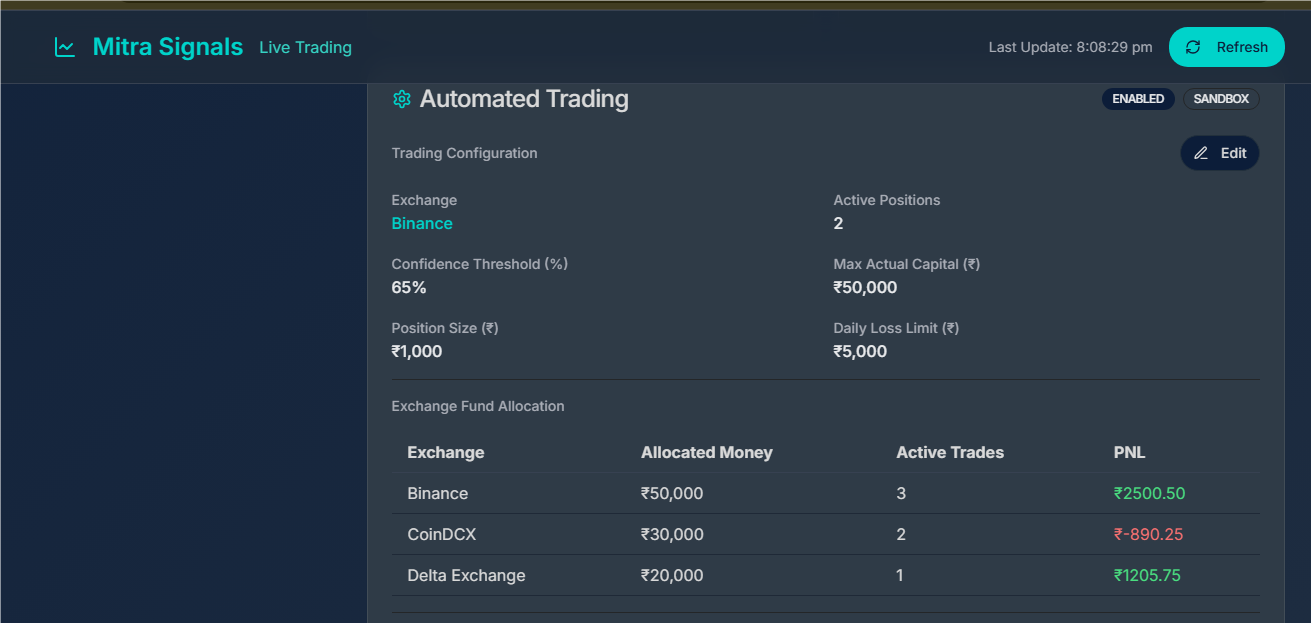 Mitra Signals Live Trading Last Update: 8:08:29 pm Refresh
Automated Trading ENABLED SANDBOX
Trading Configuration Edit
Exchange Active Positions
Binance 2
Confidence Threshold (%) Max Actual Capital (₹)
65% ₹50,000
Position Size (₹) Daily Loss Limit (₹)
₹1,000 ₹5,000
Exchange Fund Allocation
Exchange Allocated Money Active Trades PNL
Binance ₹50,000 3 ₹2500.50
CoinDCX ₹30,000 2 ₹-890.25
Delta Exchange ₹20,000 1 ₹1205.75